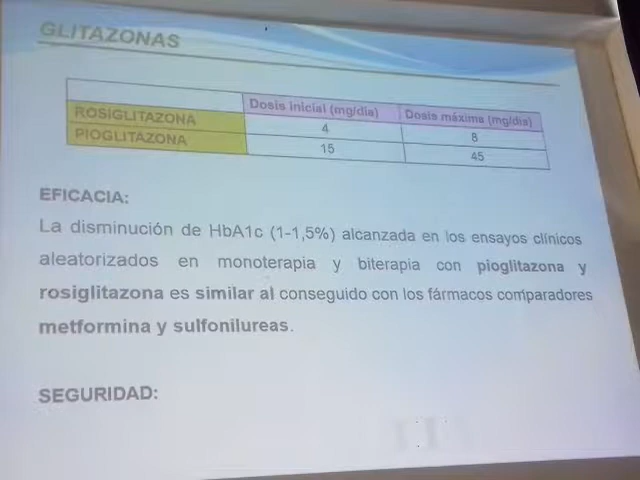 GLITAZONAS
Dosis inicial (mg/dia) Dosis máxima (mg/dia)
ROSIGLITAZONA 4 8
PIOGLITAZONA 15 45
EFICACIA:
La disminución de HbA1c (1-1,5%) alcanzada en los ensayos clínicos
aleatorizados en monoterapia y biterapia con pioglitazona y
rosiglitazona es similar al conseguido con los fármacos comparadores
metformina y sulfonilureas.
SEGURIDAD: